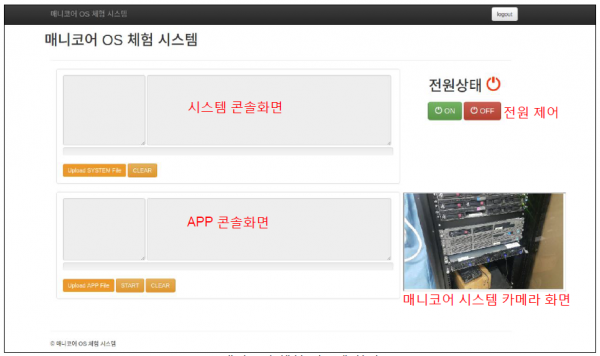 매니코어 OS 체험 시스템
logout
매니코어 OS 체험 시스템
전원상태
ON
OFF
전원 제어
시스템 콘솔화면
Upload SYSTEM File
CLEAR
APP 콘솔화면
Upload APP File
START
CLEAR
매니코어 시스템 카메라 화면
© 매니코어 OS 체험 시스템